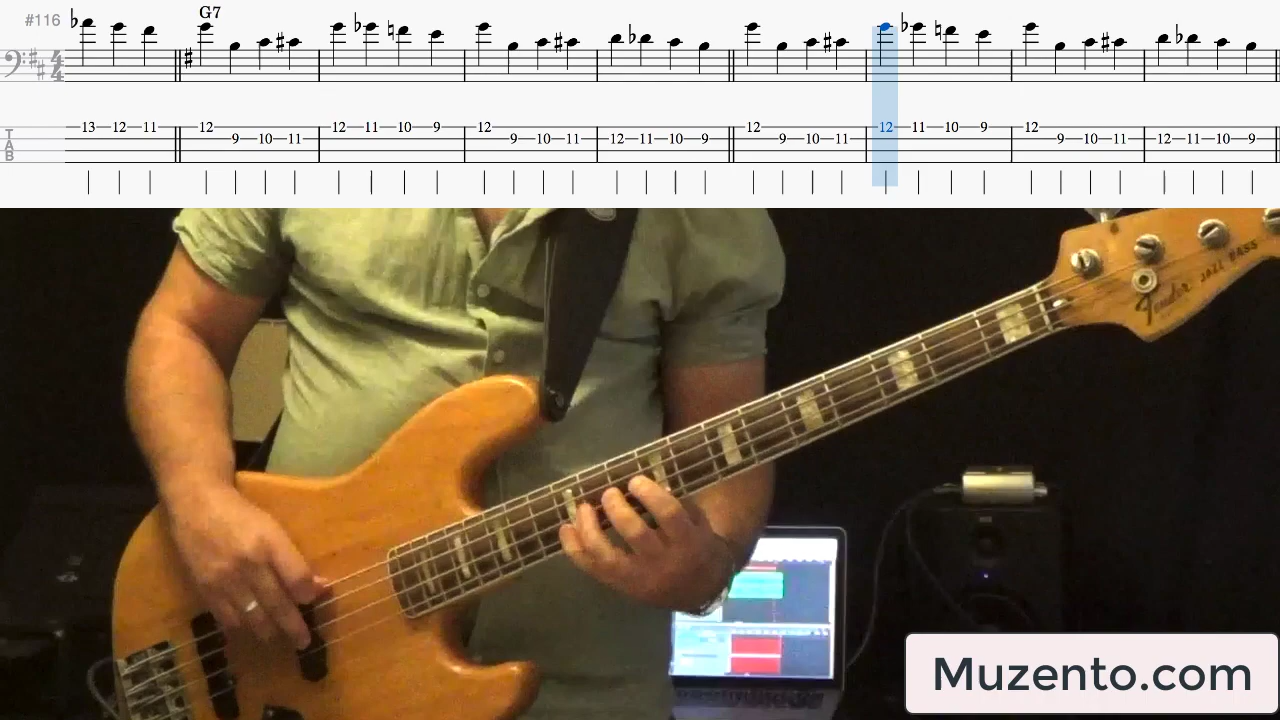 #116
G7
4
4
13 12 11 12 9 10 11 12 11 10 9 12 9 10 11 12 11 10 9 12 9 10 11 12 11 10 9 12 9 10 11 12 11 10 9
T
A
B
Fender
JAZZ BASS
Muzento.com